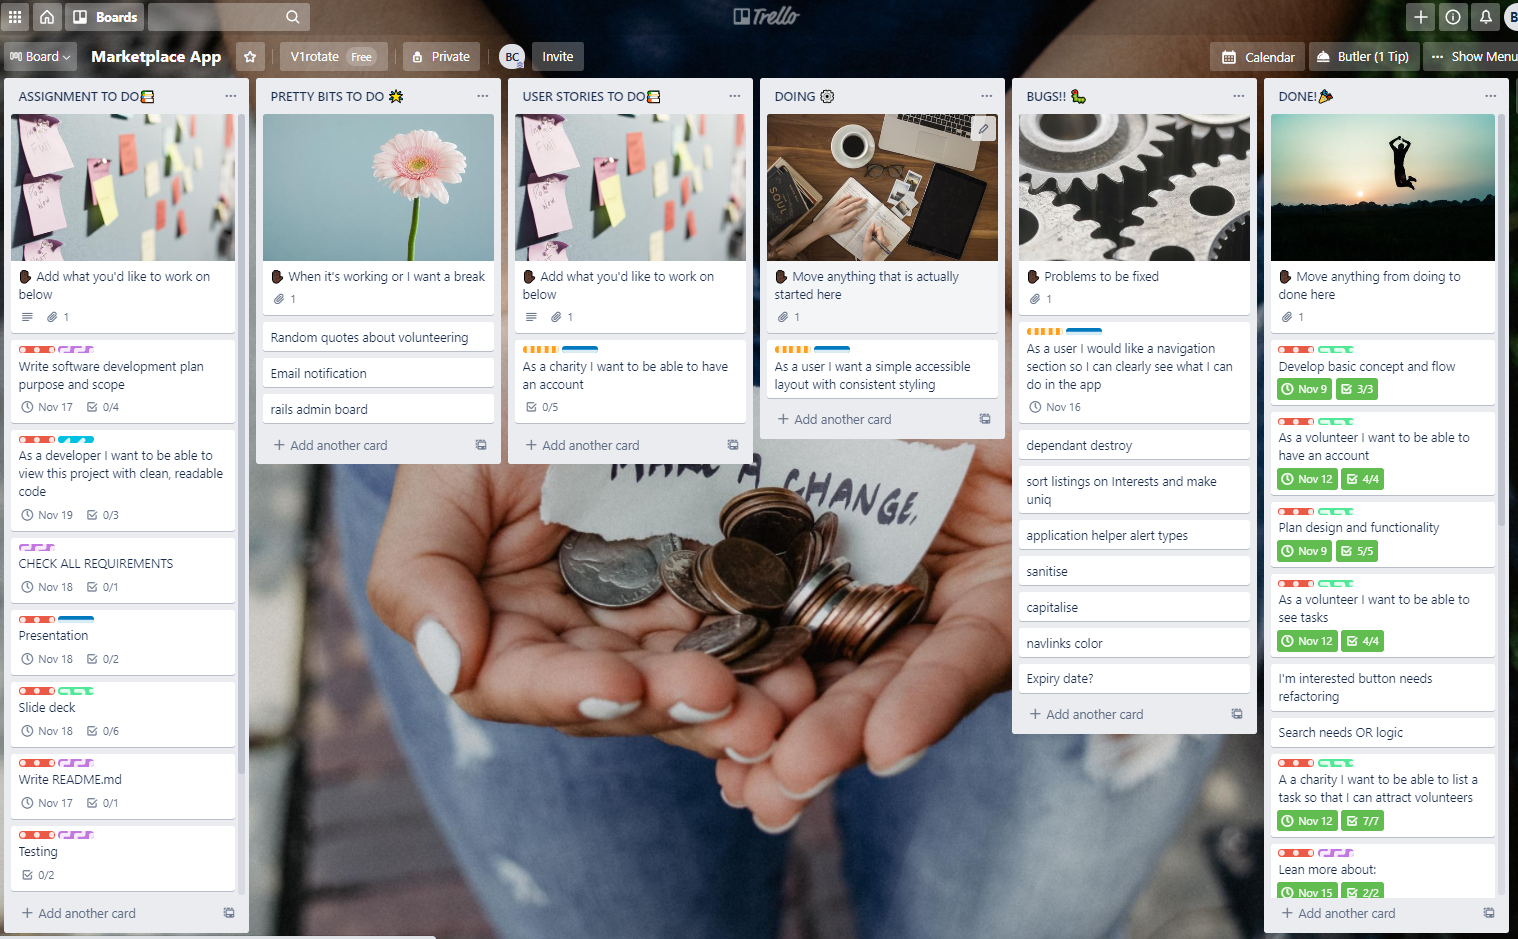 Boards
Trello
B
Board
Marketplace App
V1rotate Free
Private
BC
Invite
Calendar
Butler (1 Tip)
Show Menu
ASSIGNMENT TO DO
Add what you'd like to work on
below
1
Write software development plan
purpose and scope
Nov 17 0/4
As a developer I want to be able to
view this project with clean, readable
code
Nov 19 0/3
CHECK ALL REQUIREMENTS
Nov 18 0/1
Presentation
Nov 18 0/2
Slide deck
Nov 18 0/6
Write README.md
Nov 17 0/1
Testing
0/2
+ Add another card
PRETTY BITS TO DO
When it's working or I want a break
1
Random quotes about volunteering
Email notification
rails admin board
+ Add another card
USER STORIES TO DO
Add what you'd like to work on
below
1
As a charity I want to be able to have
an account
0/5
+ Add another card
DOING
SOUL
Move anything that is actually
started here
1
As a user I want a simple accessible
layout with consistent styling
+ Add another card
MAKE A CHANGE.
BUGS!!
Problems to be fixed
1
As a user I would like a navigation
section so I can clearly see what I can
do in the app
Nov 16
dependant destroy
sort listings on Interests and make
uniq
application helper alert types
sanitise
capitalise
navlinks color
Expiry date?
+ Add another card
DONE!
Move anything from doing to
done here
1
Develop basic concept and flow
Nov 9 3/3
As a volunteer I want to be able to
have an account
Nov 12 4/4
Plan design and functionality
Nov 9 5/5
As a volunteer I want to be able to
see tasks
Nov 12 4/4
I'm interested button needs
refactoring
Search needs OR logic
A a charity I want to be able to list a
task so that I can attract volunteers
Nov 12 7/7
Lean more about:
Nov 15 2/2
+ Add another card